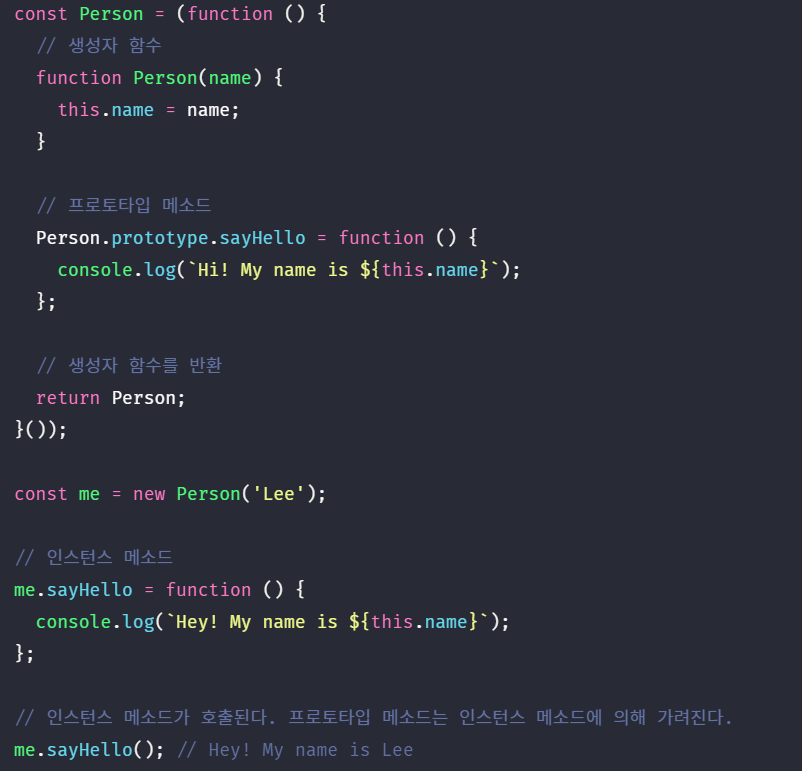 const Person = (function () {
  // 생성자 함수
  function Person(name) {
    this.name = name;
  }

  // 프로토타입 메소드
  Person.prototype.sayHello = function () {
    console.log(`Hi! My name is ${this.name}`);
  };

  // 생성자 함수를 반환
  return Person;
}());

const me = new Person('Lee');

// 인스턴스 메소드
me.sayHello = function () {
  console.log(`Hey! My name is ${this.name}`);
};

// 인스턴스 메소드가 호출된다. 프로토타입 메소드는 인스턴스 메소드에 의해 가려진다.
me.sayHello(); // Hey! My name is Lee